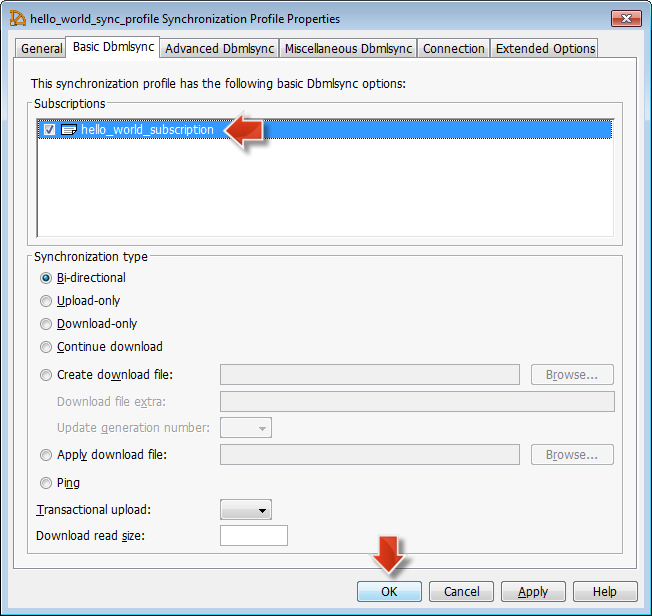 hello_world_sync_profile Synchronization Profile Properties
General Basic Dbmlsync Advanced Dbmlsync Miscellaneous Dbmlsync Connection Extended Options
This synchronization profile has the following basic Dbmlsync options:
Subscriptions
hello_world_subscription
Synchronization type
Bi-directional
Upload-only
Download-only
Continue download
Create download file: Browse...
Download file extra:
Update generation number:
Apply download file: Browse...
Ping
Transactional upload:
Download read size:
OK Cancel Apply Help